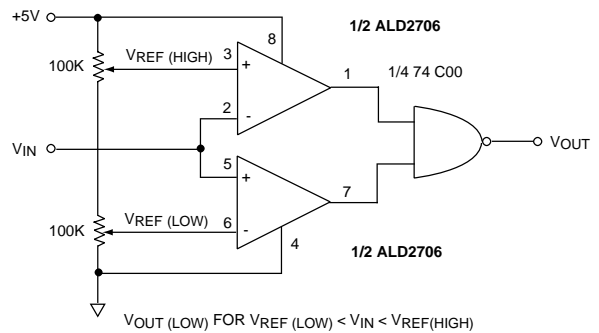 +5V
8
1/2 ALD2706
VREF (HIGH)
3
+
100K
1
1/4 74 C00
2
-
VIN
VOUT
5
+
7
VREF (LOW)
100K
6
-
4
1/2 ALD2706
VOUT (LOW) FOR VREF (LOW) < VIN < VREF(HIGH)